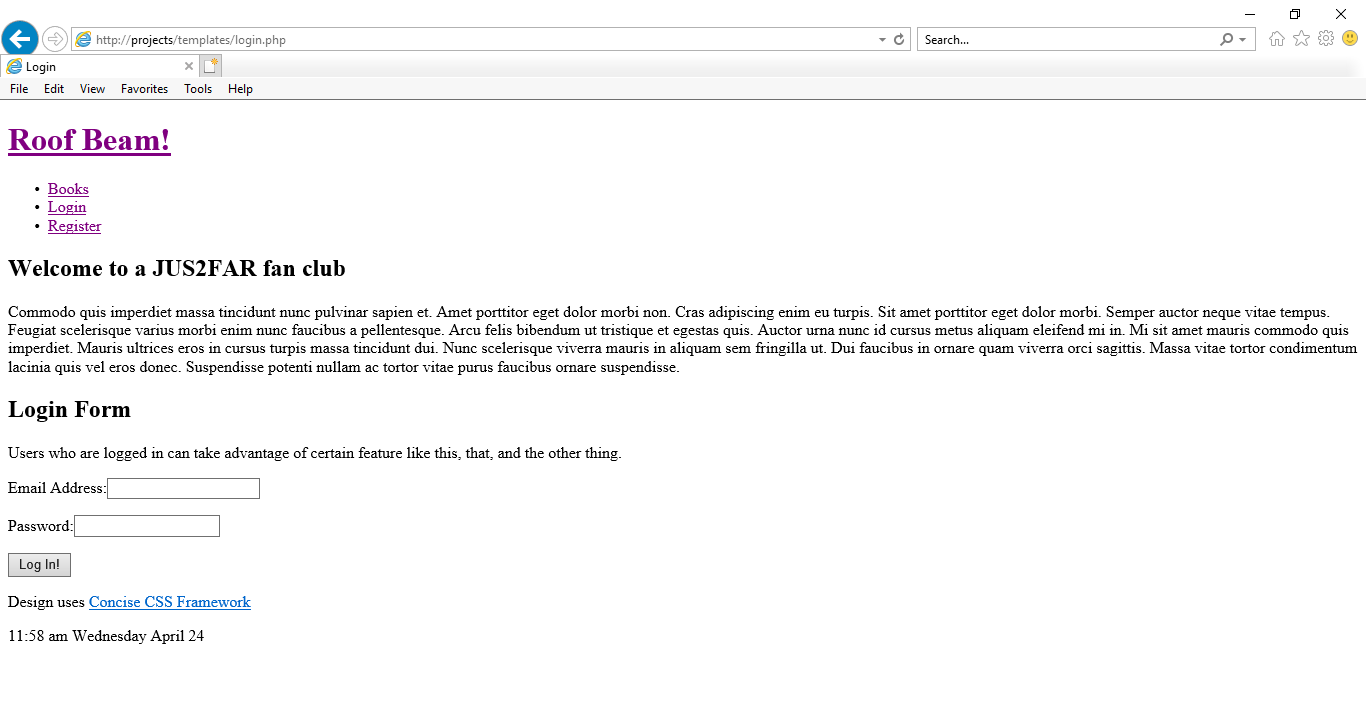 http://projects/templates/login.php
Search...
Login
File Edit View Favorites Tools Help
Roof Beam!
• Books
• Login
• Register
Welcome to a JUS2FAR fan club
Commodo quis imperdiet massa tincidunt nunc pulvinar sapien et. Amet porttitor eget dolor morbi non. Cras adipiscing enim eu turpis. Sit amet porttitor eget dolor morbi. Semper auctor neque vitae tempus.
Feugiat scelerisque varius morbi enim nunc faucibus a pellentesque. Arcu felis bibendum ut tristique et egestas quis. Auctor urna nunc id cursus metus aliquam eleifend mi in. Mi sit amet mauris commodo quis
imperdiet. Mauris ultrices eros in cursus turpis massa tincidunt dui. Nunc scelerisque viverra mauris in aliquam sem fringilla ut. Dui faucibus in ornare quam viverra orci sagittis. Massa vitae tortor condimentum
lacinia quis vel eros donec. Suspendisse potenti nullam ac tortor vitae purus faucibus ornare suspendisse.
Login Form
Users who are logged in can take advantage of certain feature like this, that, and the other thing.
Email Address:
Password:
Log In!
Design uses Concise CSS Framework
11:58 am Wednesday April 24